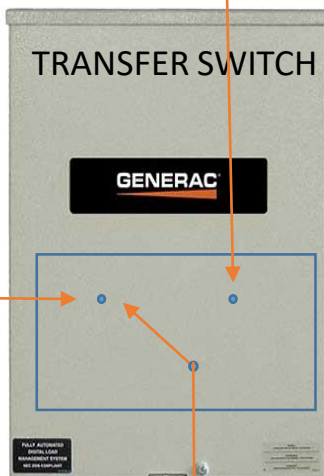 TRANSFER SWITCH
GENERAC
FULLY AUTOMATED
DIGITAL LOAD
MANAGEMENT SYSTEM
NEC 2008 COMPLIANT